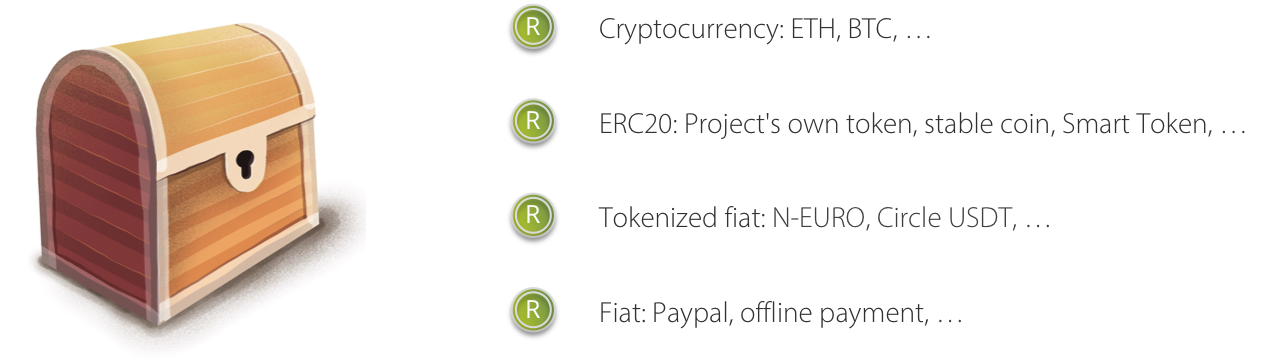 R Cryptocurrency: ETH, BTC, …
R ERC20: Project's own token, stable coin, Smart Token, …
R Tokenized fiat: N-EURO, Circle USDT, …
R Fiat: Paypal, offline payment, …